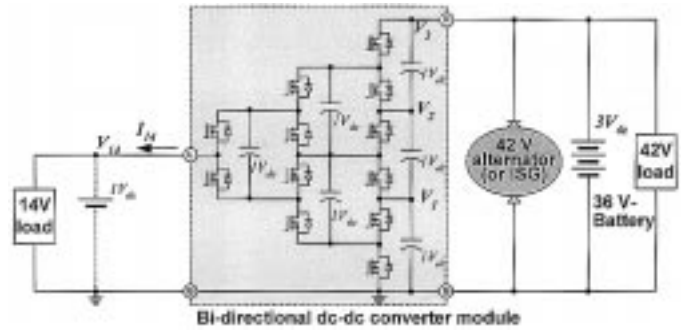 V3
1Vdc
V2
1Vdc
1Vdc
V1
1Vdc
1Vdc
1Vdc
I14
V14
14V
load
1Vdc
42 V
alternator
(or ISG)
3Vdc
36 V-
Battery
42V
load
Bi-directional dc-dc converter module